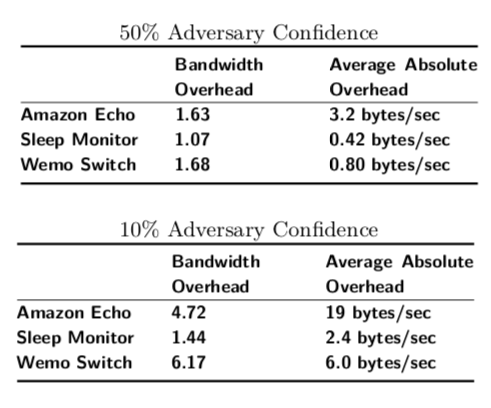 50% Adversary Confidence
Bandwidth Average Absolute
Overhead Overhead
Amazon Echo 1.63 3.2 bytes/sec
Sleep Monitor 1.07 0.42 bytes/sec
Wemo Switch 1.68 0.80 bytes/sec
10% Adversary Confidence
Bandwidth Average Absolute
Overhead Overhead
Amazon Echo 4.72 19 bytes/sec
Sleep Monitor 1.44 2.4 bytes/sec
Wemo Switch 6.17 6.0 bytes/sec